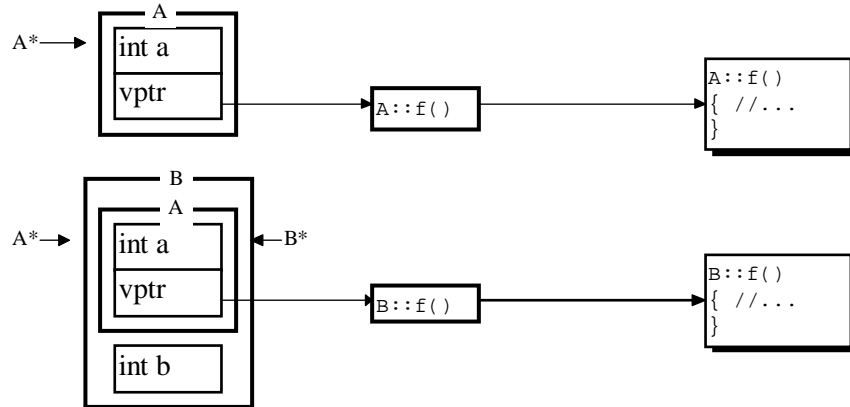 A
A*
int a
vptr
A::f()
A::f()
{ //...
}
B
A
A*
int a
B*
vptr
B::f()
B::f()
{ //...
}
int b